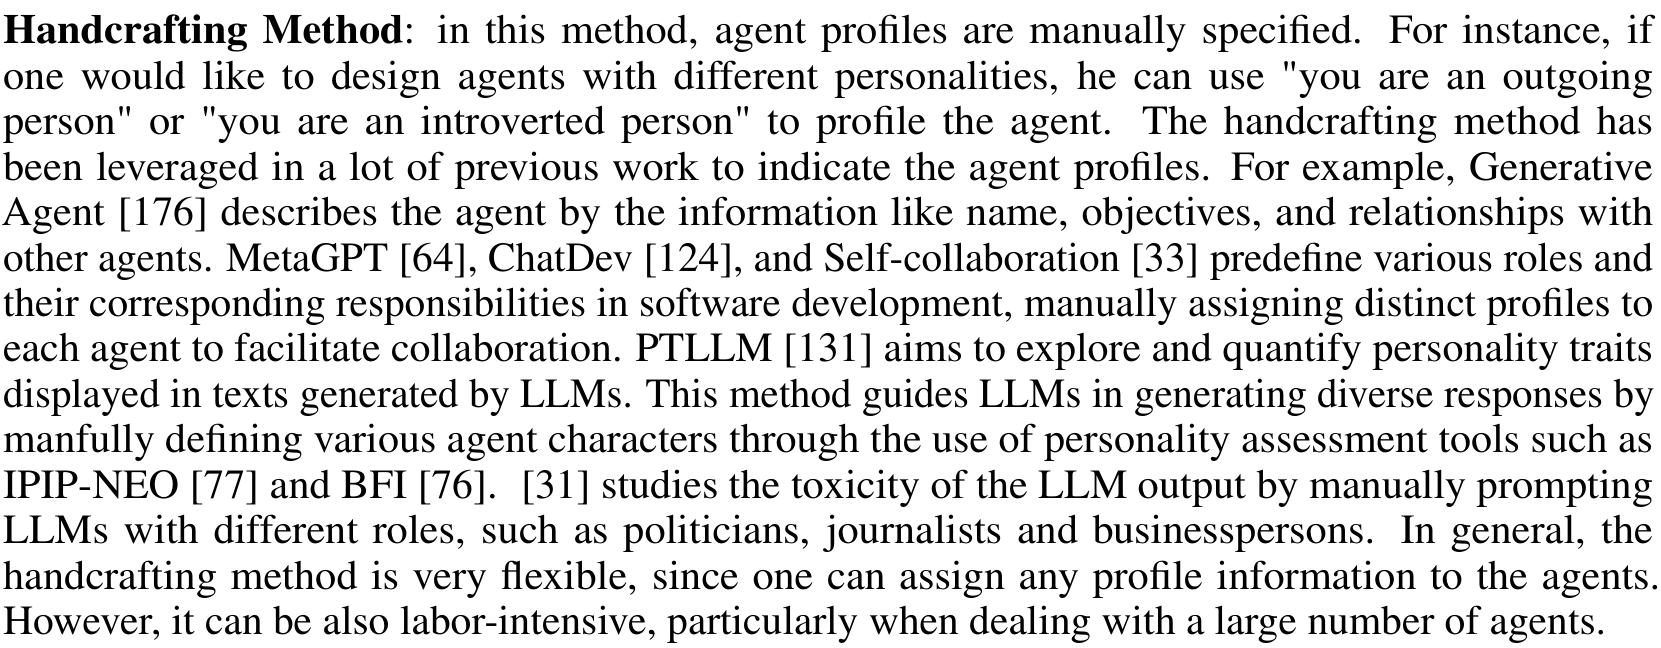 Handcrafting Method: in this method, agent profiles are manually specified. For instance, if
one would like to design agents with different personalities, he can use "you are an outgoing
person" or "you are an introverted person" to profile the agent. The handcrafting method has
been leveraged in a lot of previous work to indicate the agent profiles. For example, Generative
Agent [176] describes the agent by the information like name, objectives, and relationships with
other agents. MetaGPT [64], ChatDev [124], and Self-collaboration [33] predefine various roles and
their corresponding responsibilities in software development, manually assigning distinct profiles to
each agent to facilitate collaboration. PTLLM [131] aims to explore and quantify personality traits
displayed in texts generated by LLMs. This method guides LLMs in generating diverse responses by
manfully defining various agent characters through the use of personality assessment tools such as
IPIP-NEO [77] and BFI [76]. [31] studies the toxicity of the LLM output by manually prompting
LLMs with different roles, such as politicians, journalists and businesspersons. In general, the
handcrafting method is very flexible, since one can assign any profile information to the agents.
However, it can be also labor-intensive, particularly when dealing with a large number of agents.